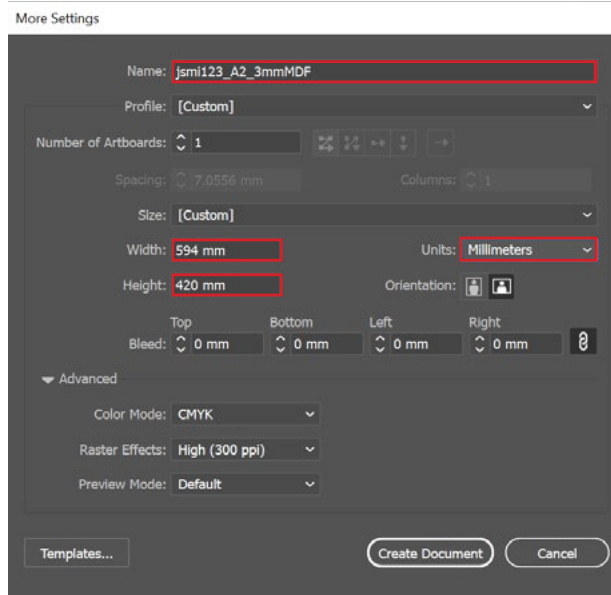 More Settings
Name: jsmi123_A2_3mmMDF
Profile: [Custom]
Number of Artboards: 1
Spacing: 7.0556 mm Columns: 1
Size: [Custom]
Width: 594 mm Units: Millimeters
Height: 420 mm Orientation:
Top Bottom Left Right
Bleed: 0 mm 0 mm 0 mm 0 mm
Advanced
Color Mode: CMYK
Raster Effects: High (300 ppi)
Preview Mode: Default
Templates... Create Document Cancel